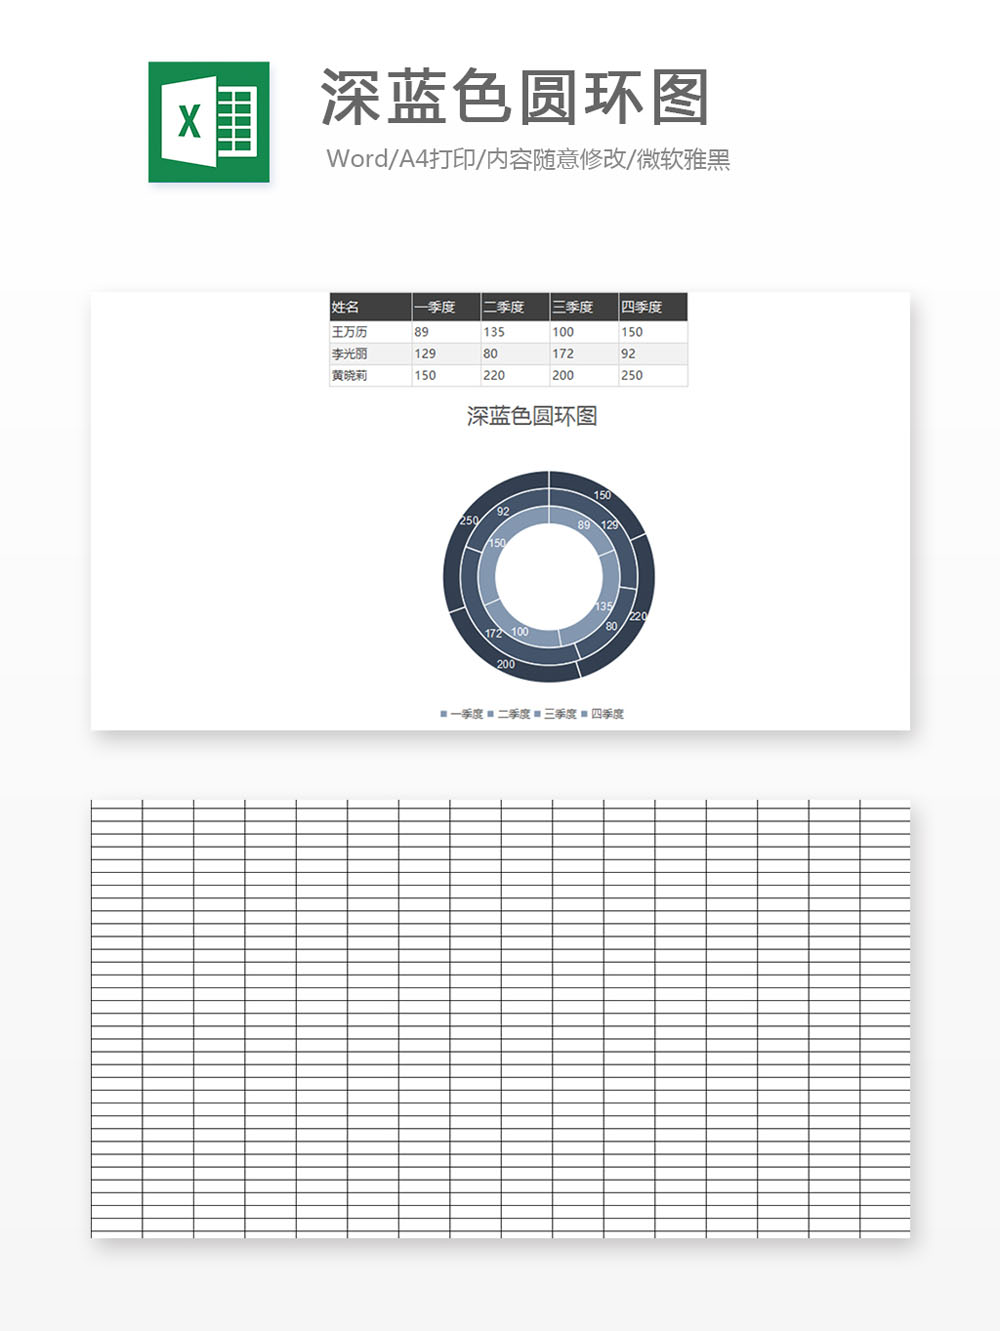 X
深蓝色圆环图
Word/A4打印/内容随意修改/微软雅黑
姓名 一季度 二季度 三季度 四季度
王万历 89 135 100 150
李光丽 129 80 172 92
黄晓莉 150 220 200 250
深蓝色圆环图
150
250 92 89 129
150
135
172 100 80 220
200
一季度 二季度 三季度 四季度